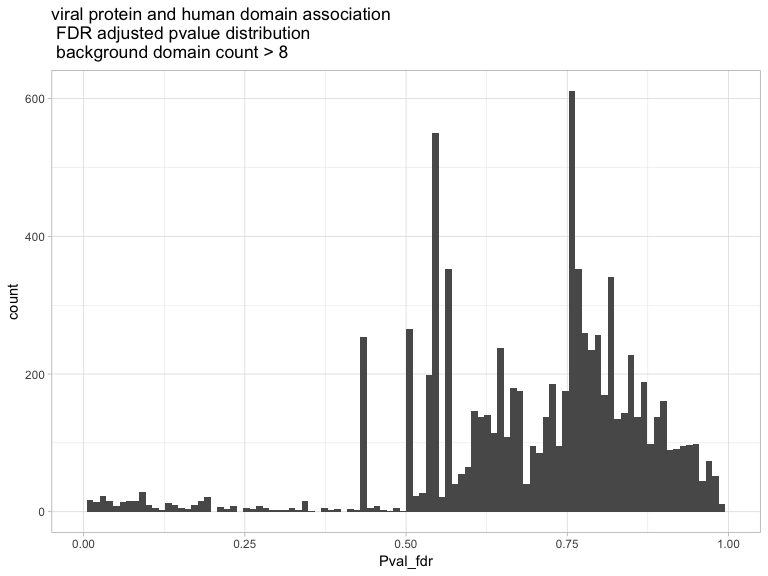 viral protein and human domain association
FDR adjusted pvalue distribution
background domain count > 8
600
400
200
0
count
0.00 0.25 0.50 0.75 1.00
Pval_fdr